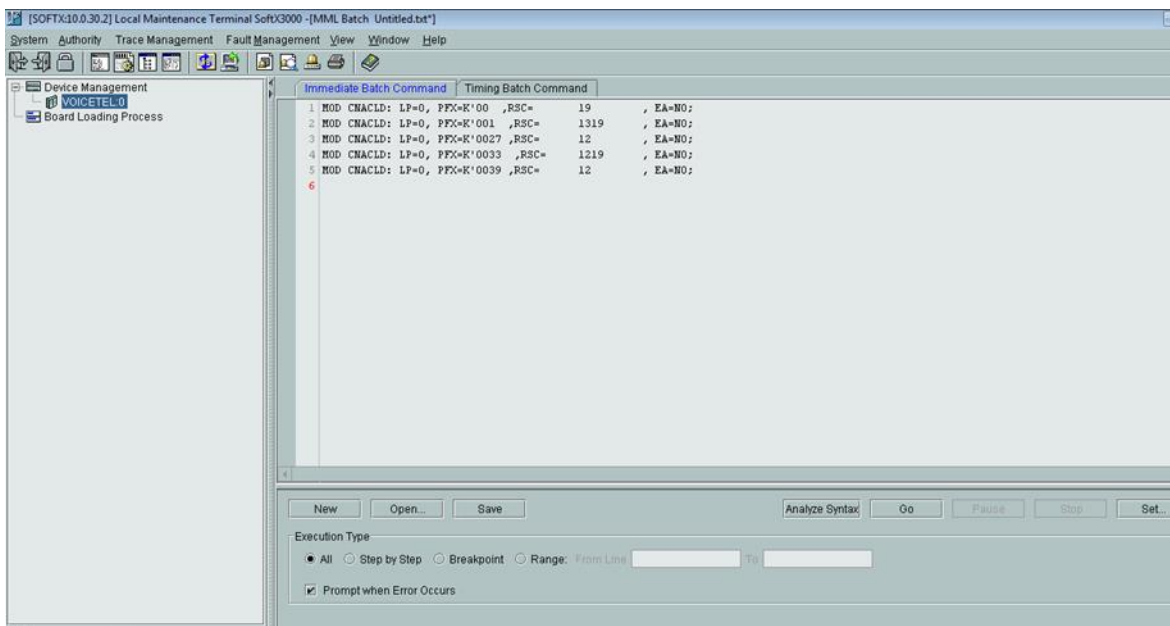 [SOFTX:10.0.30.2] Local Maintenance Terminal SoftX3000 -[MML Batch Untitled.txt*]
System Authority Trace Management Fault Management View Window Help
Device Management
VOICETEL:0
Board Loading Process
Immediate Batch Command Timing Batch Command
1 MOD CNACLD: LP=0, PFX=K'00 ,RSC= 19 , EA=NO;
2 MOD CNACLD: LP=0, PFX=K'001 ,RSC= 1319 , EA=NO;
3 MOD CNACLD: LP=0, PFX=K'0027 ,RSC= 12 , EA=NO;
4 MOD CNACLD: LP=0, PFX=K'0033 ,RSC= 1219 , EA=NO;
5 MOD CNACLD: LP=0, PFX=K'0039 ,RSC= 12 , EA=NO;
6
New Open... Save Analyze Syntax Go Pause Stop Set...
Execution Type
All Step by Step Breakpoint Range: From Line To
Prompt when Error Occurs